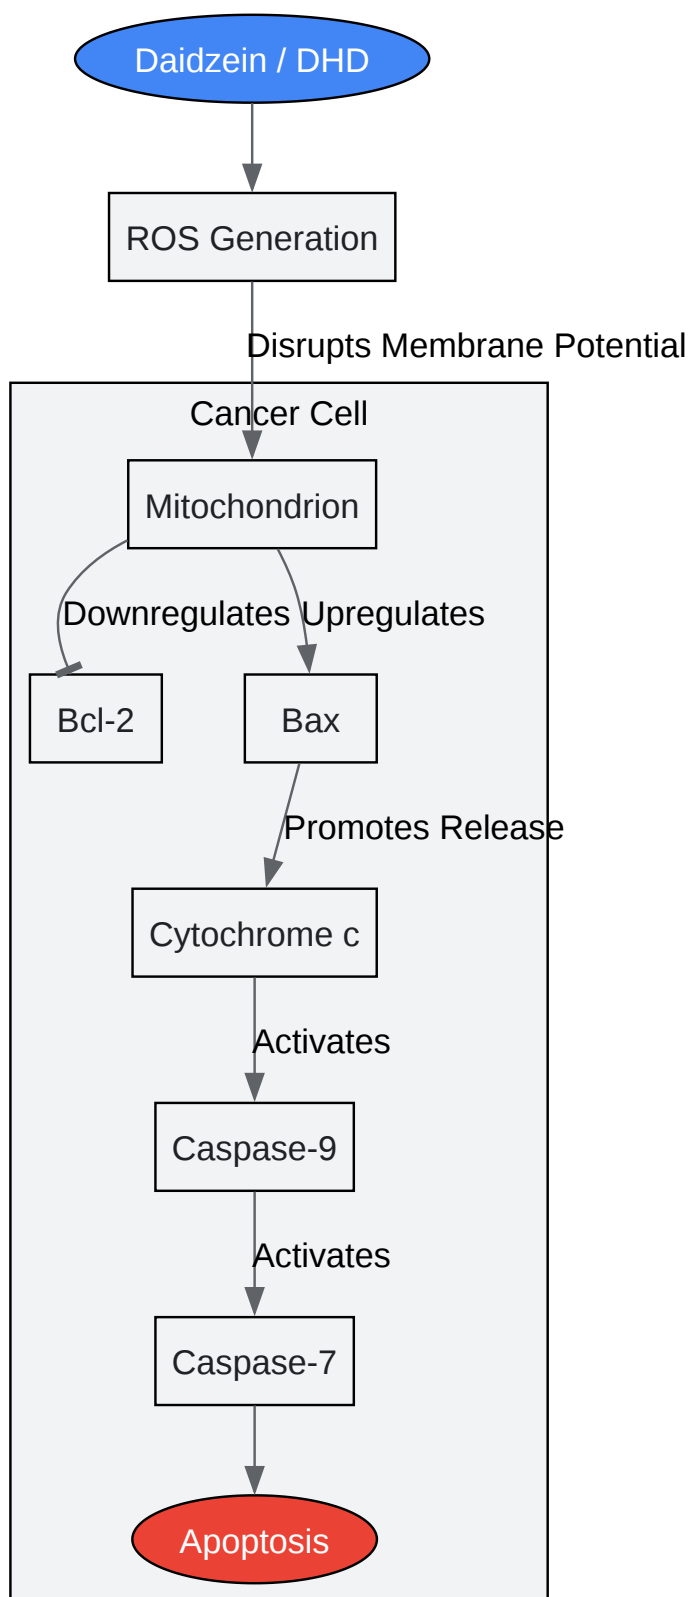 Daidzein / DHD
ROS Generation
Disrupts Membrane Potential
Cancer Cell
Mitochondrion
Downregulates
Upregulates
Bcl-2
Bax
Promotes Release
Cytochrome c
Activates
Caspase-9
Activates
Caspase-7
Apoptosis